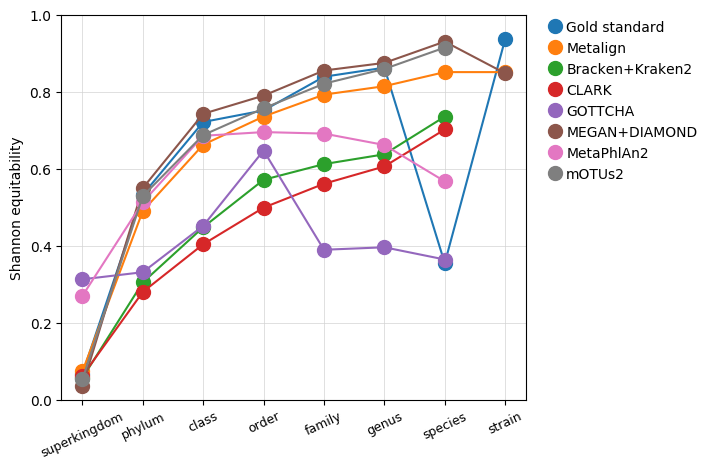 1.0
0.8
0.6
0.4
0.2
0.0
Shannon equitability
superkingdom
phylum
class
order
family
genus
species
strain
Gold standard
Metalign
Bracken+Kraken2
CLARK
GOTTCHA
MEGAN+DIAMOND
MetaPhlAn2
mOTUs2